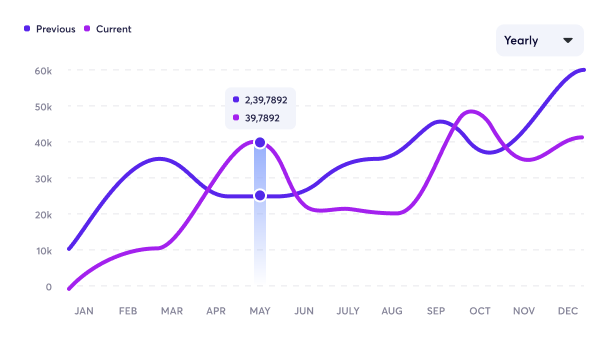 Previous Current
Yearly
60k
2,39,7892
50k
39,7892
40k
30k
20k
10k
0
JAN FEB MAR APR MAY JUN JULY AUG SEP OCT NOV DEC